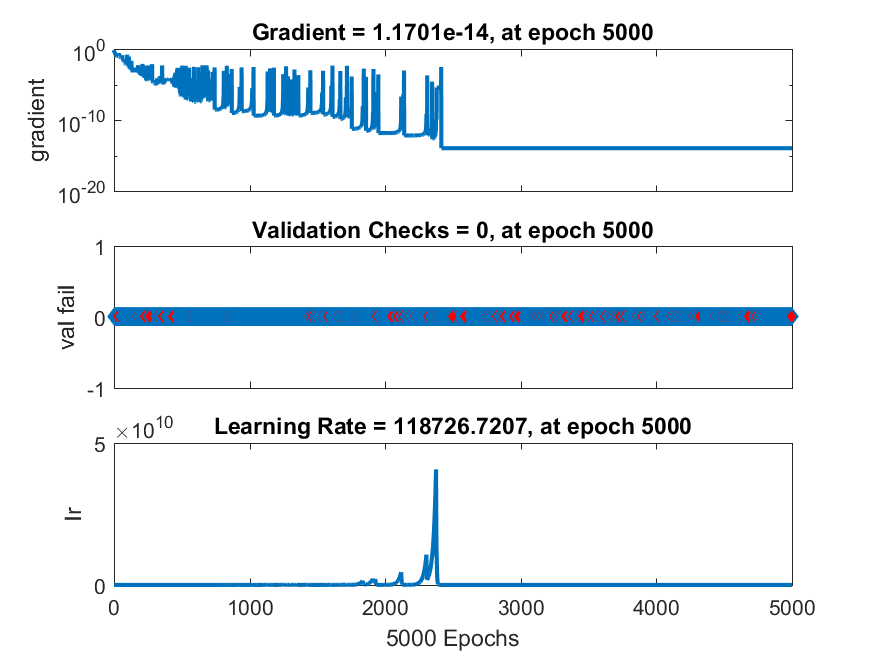 Gradient = 1.1701e-14, at epoch 5000
10^0
10^-10
10^-20
gradient
Validation Checks = 0, at epoch 5000
1
0
-1
val fail
×10^10
Learning Rate = 118726.7207, at epoch 5000
5
0
lr
0 1000 2000 3000 4000 5000
5000 Epochs